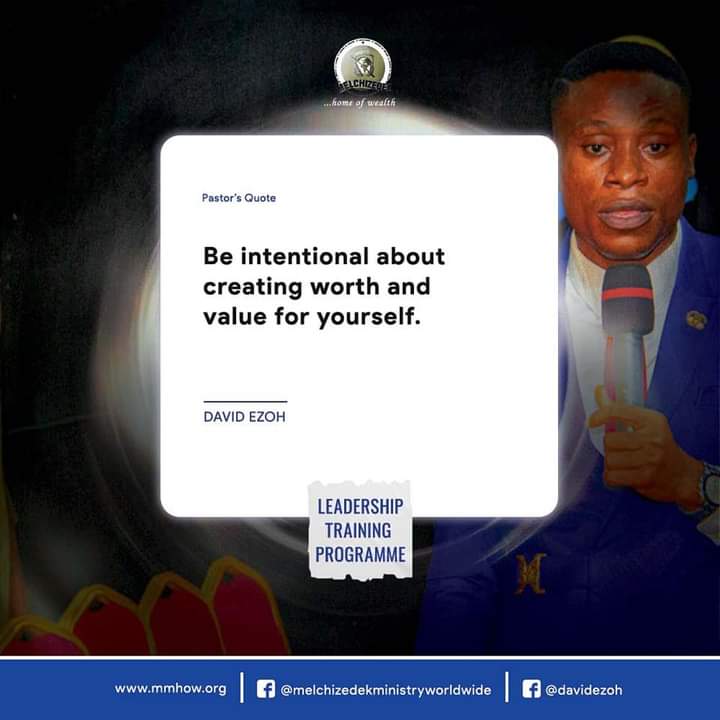 MELCHIZEDEK
...home of wealth
Pastor's Quote
Be intentional about
creating worth and
value for yourself.
DAVID EZOH
LEADERSHIP
TRAINING
PROGRAMME
www.mmhow.org
@melchizedekministryworldwide
@davidezoh